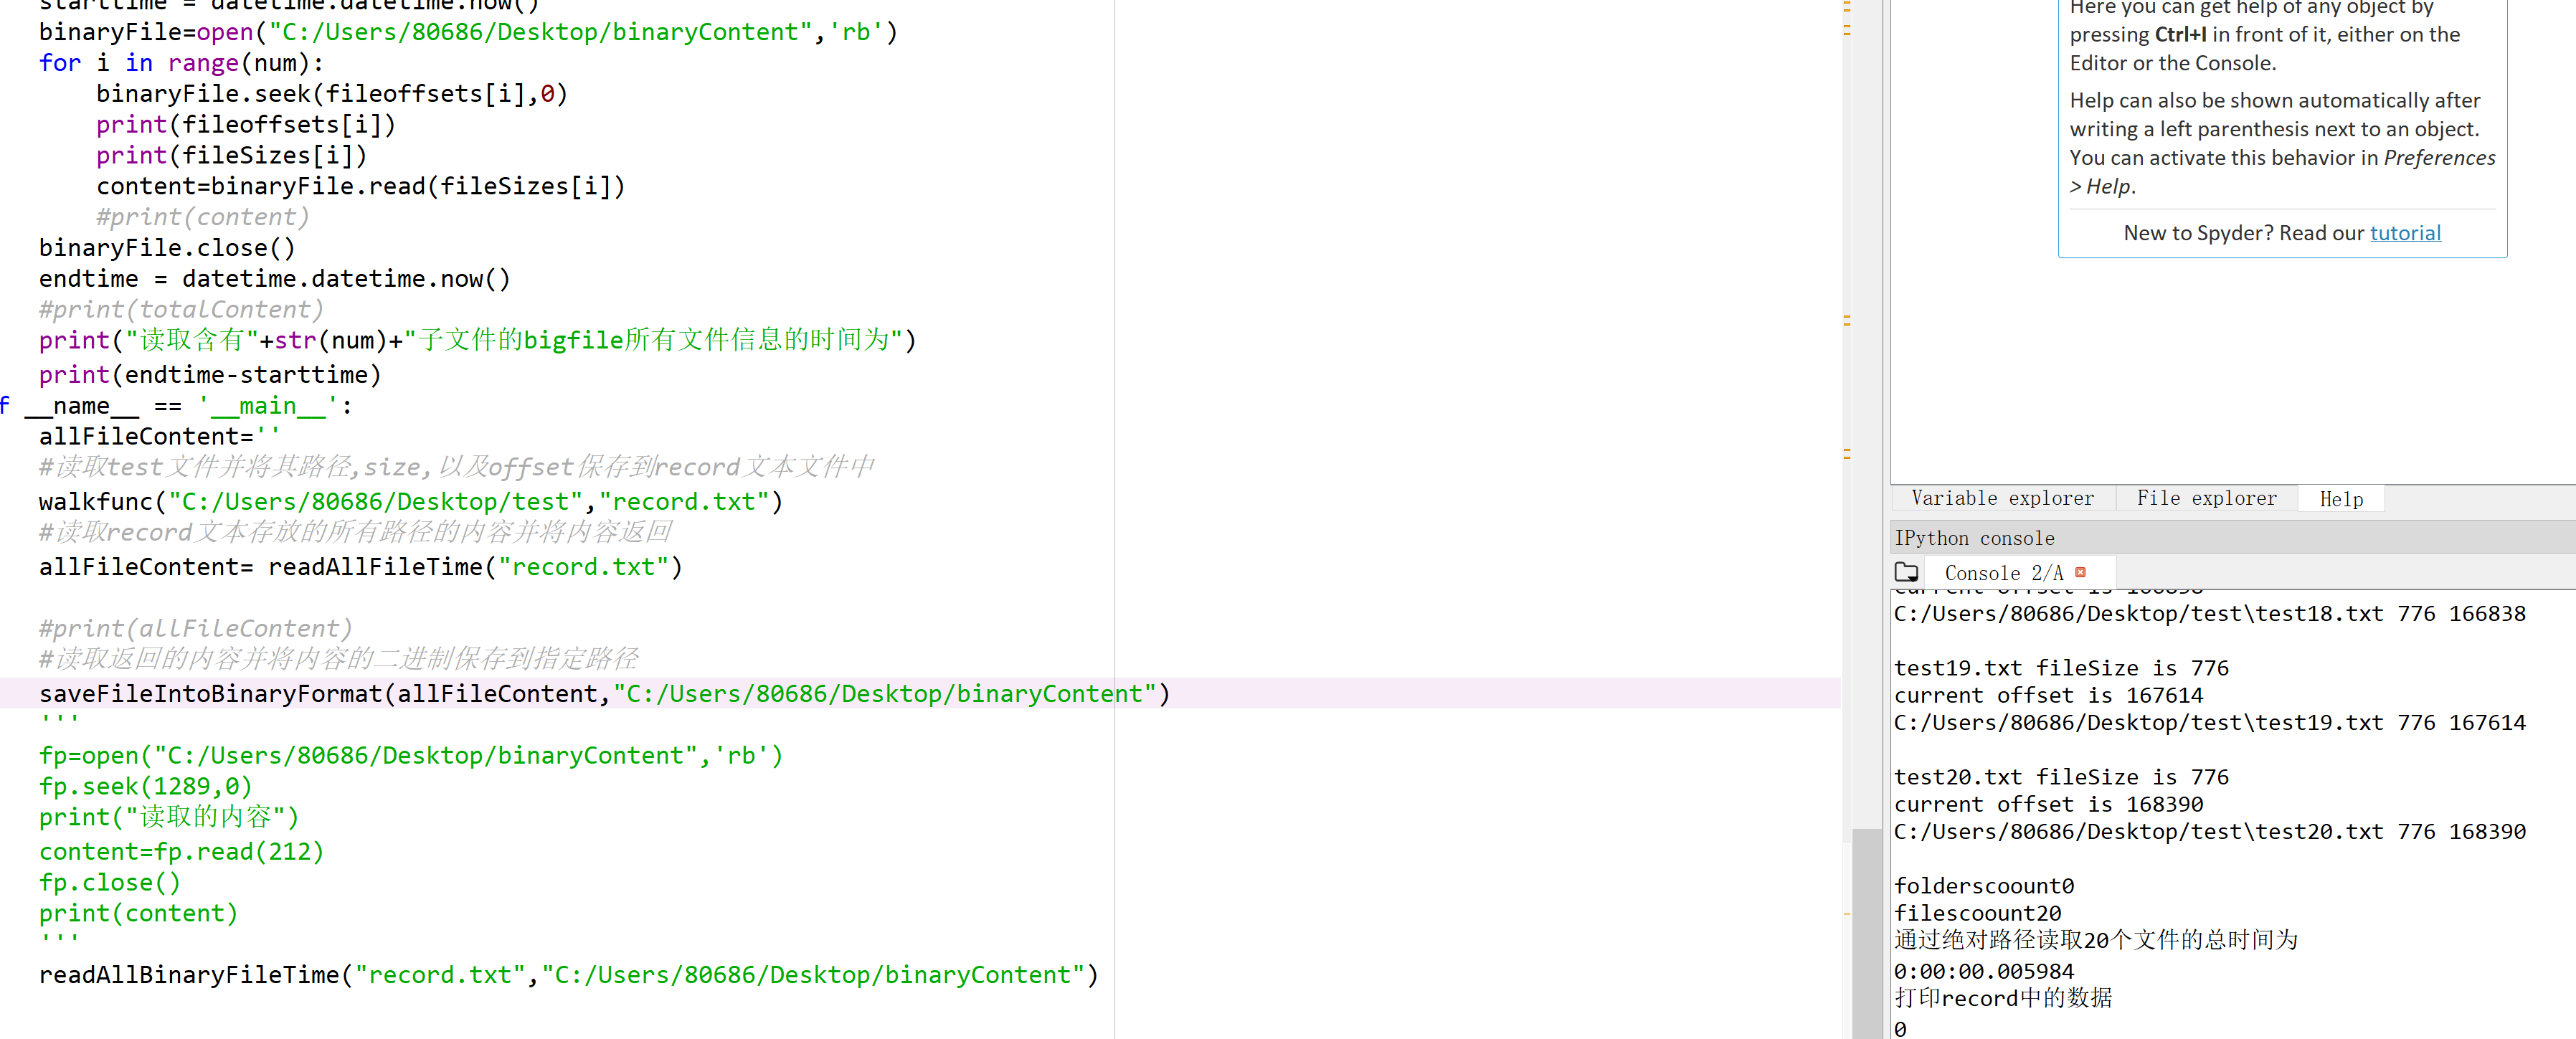 starttime = datetime.datetime.now()
binaryFile=open("C:/Users/80686/Desktop/binaryContent",'rb')
for i in range(num):
    binaryFile.seek(fileoffsets[i],0)
    print(fileoffsets[i])
    print(fileSizes[i])
    content=binaryFile.read(fileSizes[i])
    #print(content)
binaryFile.close()
endtime = datetime.datetime.now()
#print(totalContent)
print("读取含有"+str(num)+"子文件的bigfile所有文件信息的时间为")
print(endtime-starttime)
f __name__ == '__main__':
allFileContent=''
#读取test文件并将其路径,size,以及offset保存到record文本文件中
walkfunc("C:/Users/80686/Desktop/test","record.txt")
#读取record文本存放的所有路径的内容并将内容返回
allFileContent= readAllFileTime("record.txt")
#print(allFileContent)
#读取返回的内容并将内容的二进制保存到指定路径
saveFileIntoBinaryFormat(allFileContent,"C:/Users/80686/Desktop/binaryContent")
'''
fp=open("C:/Users/80686/Desktop/binaryContent",'rb')
fp.seek(1289,0)
print("读取的内容")
content=fp.read(212)
fp.close()
print(content)
'''
readAllBinaryFileTime("record.txt","C:/Users/80686/Desktop/binaryContent")
Here you can get help of any object by
pressing Ctrl+I in front of it, either on the
Editor or the Console.
Help can also be shown automatically after
writing a left parenthesis next to an object.
You can activate this behavior in Preferences
> Help.
New to Spyder? Read our tutorial
Variable explorer File explorer Help
IPython console
Console 2/A
current offset is 166838
C:/Users/80686/Desktop/test\test18.txt 776 166838
test19.txt fileSize is 776
current offset is 167614
C:/Users/80686/Desktop/test\test19.txt 776 167614
test20.txt fileSize is 776
current offset is 168390
C:/Users/80686/Desktop/test\test20.txt 776 168390
folderscoount0
filescoount20
通过绝对路径读取20个文件的总时间为
0:00:00.005984
打印record中的数据
0